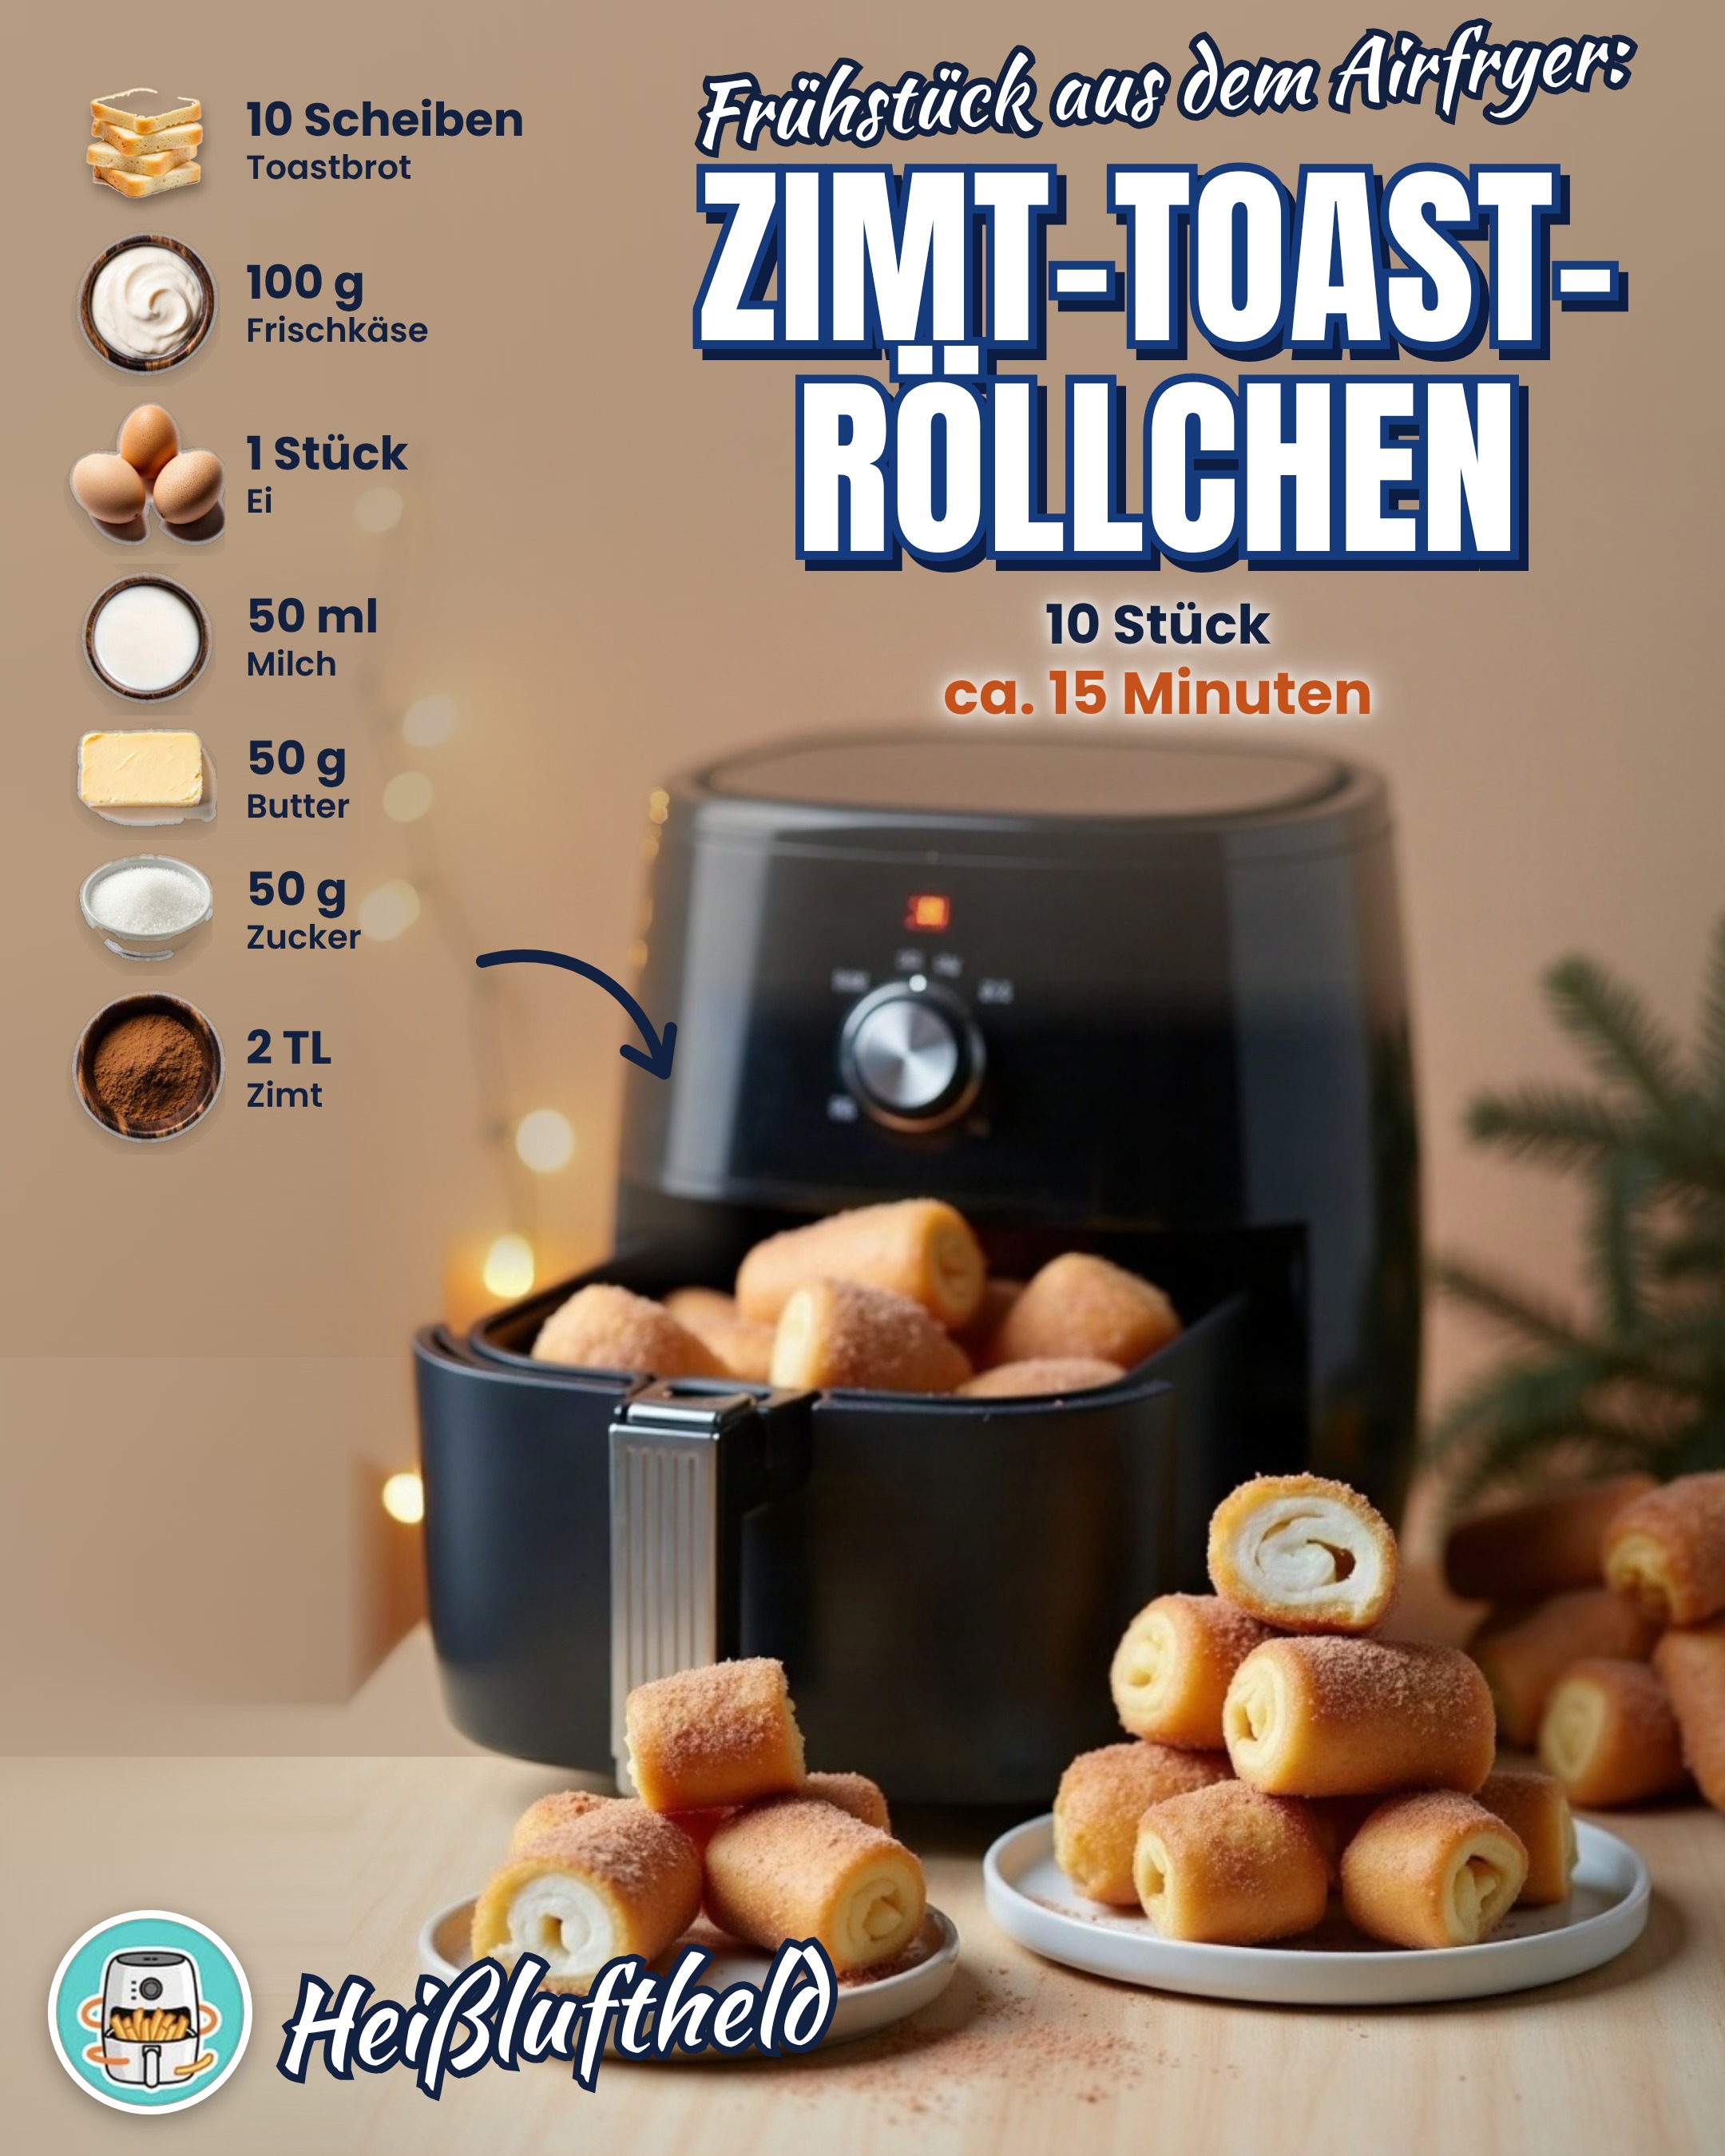 Frühstück aus dem Airfryer:
ZIMT-TOAST-
RÖLLCHEN
10 Stück
ca. 15 Minuten
10 Scheiben
Toastbrot
100 g
Frischkäse
1 Stück
Ei
50 ml
Milch
50 g
Butter
50 g
Zucker
2 TL
Zimt
Heißluftheld